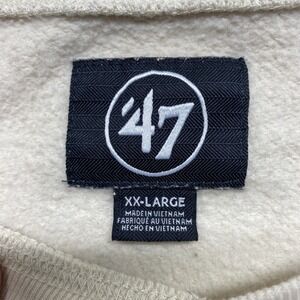 '47
XX-LARGE
MADE IN VIETNAM
FABRIQUÉ AU VIETNAM
HECHO EN VIETNAM